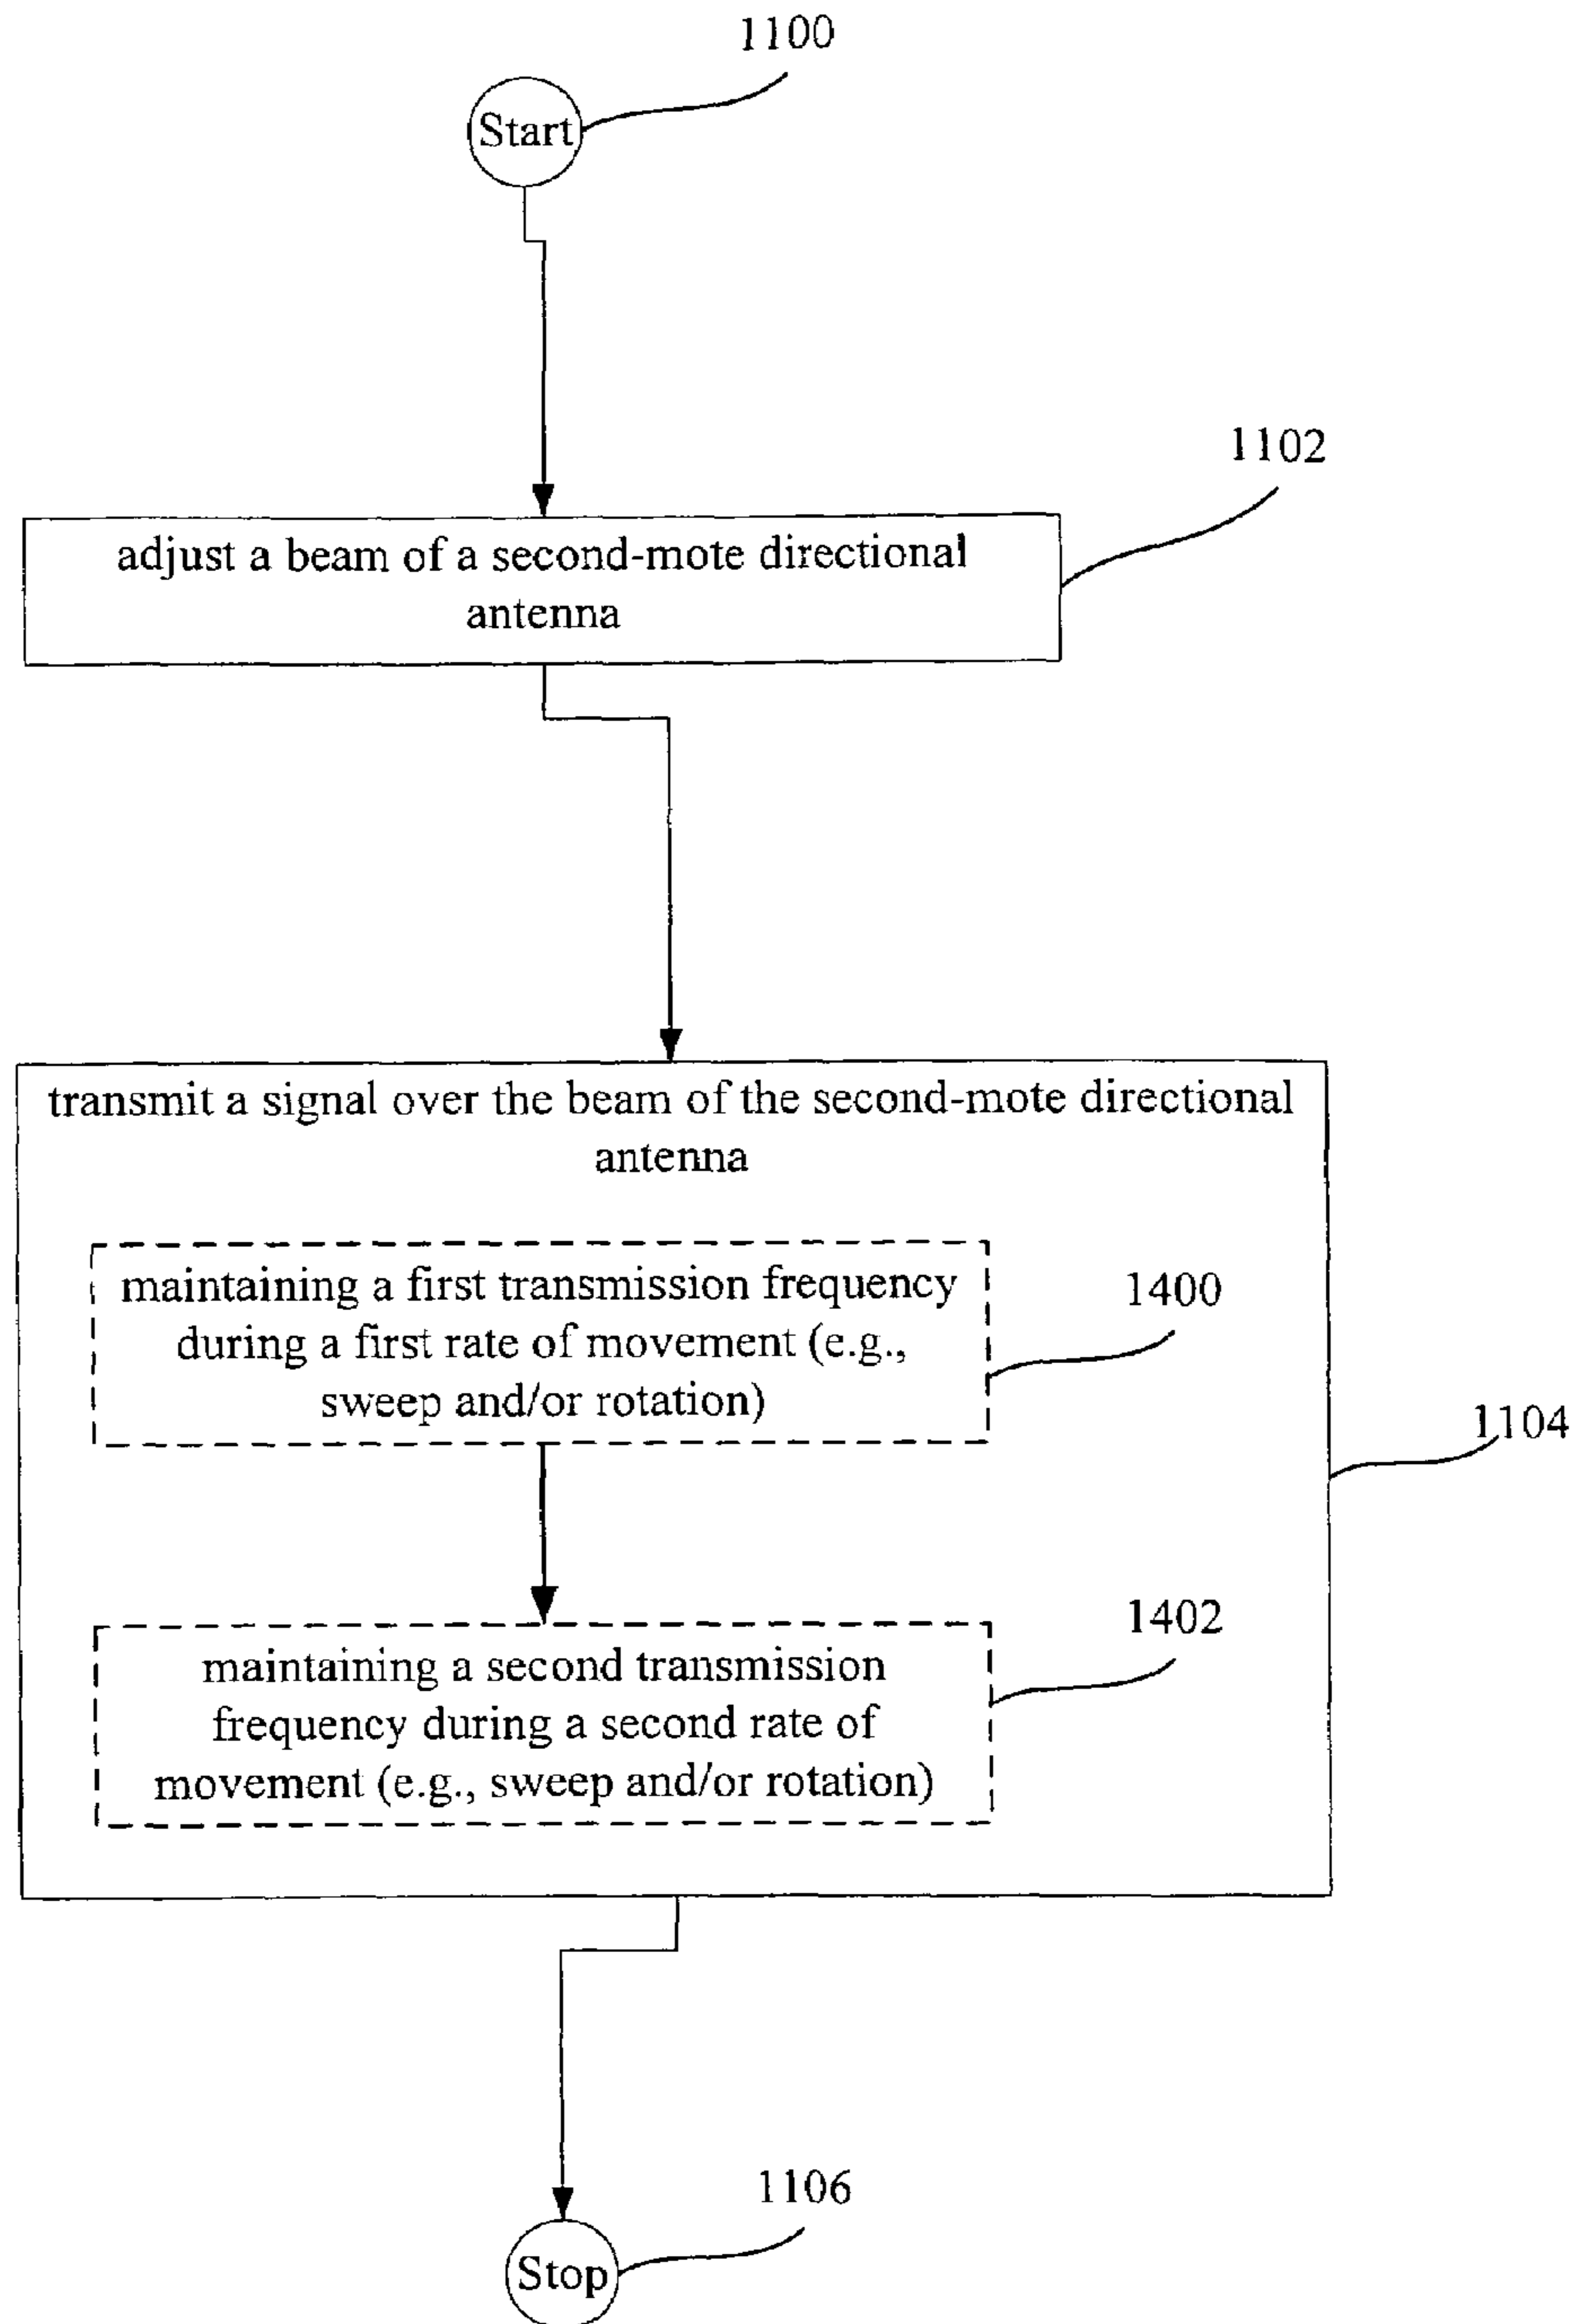 1100
Start
1102
adjust a beam of a second-mote directional
antenna
transmit a signal over the beam of the second-mote directional
antenna
maintaining a first transmission frequency
during a first rate of movement (e.g.,
sweep and/or rotation)
1400
1104
maintaining a second transmission
frequency during a second rate of
movement (e.g., sweep and/or rotation)
1402
1106
Stop